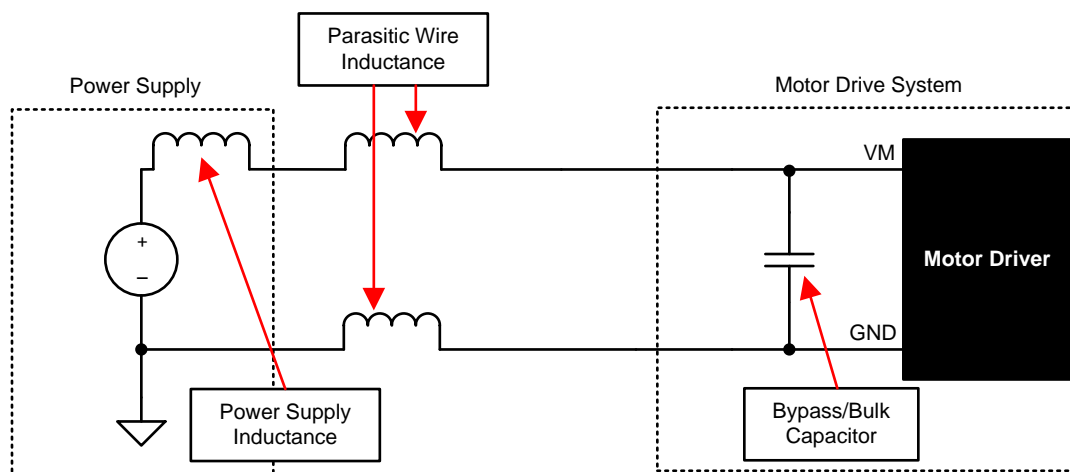 Parasitic Wire
Inductance
Power Supply
Motor Drive System
VM
+
–
Motor Driver
GND
Power Supply
Inductance
Bypass/Bulk
Capacitor